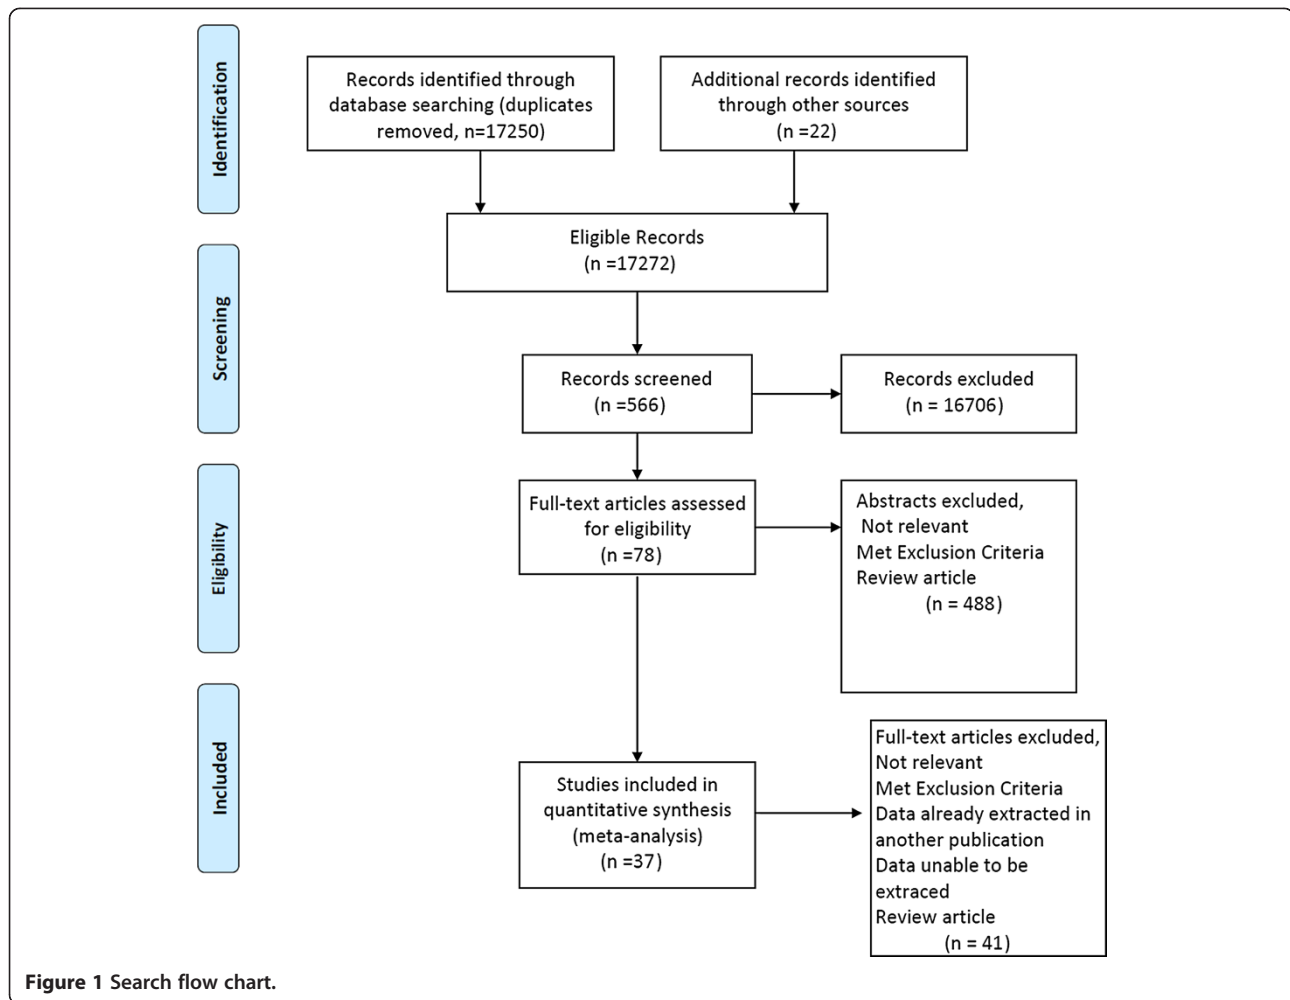 Identification
Records identified through
database searching (duplicates
removed, n=17250)
Additional records identified
through other sources
(n =22)
Eligible Records
(n =17272)
Screening
Records screened
(n =566)
Records excluded
(n = 16706)
Eligibility
Full-text articles assessed
for eligibility
(n =78)
Abstracts excluded,
Not relevant
Met Exclusion Criteria
Review article
(n = 488)
Included
Studies included in
quantitative synthesis
(meta-analysis)
(n =37)
Full-text articles excluded,
Not relevant
Met Exclusion Criteria
Data already extracted in
another publication
Data unable to be
extraced
Review article
(n = 41)
Figure 1 Search flow chart.